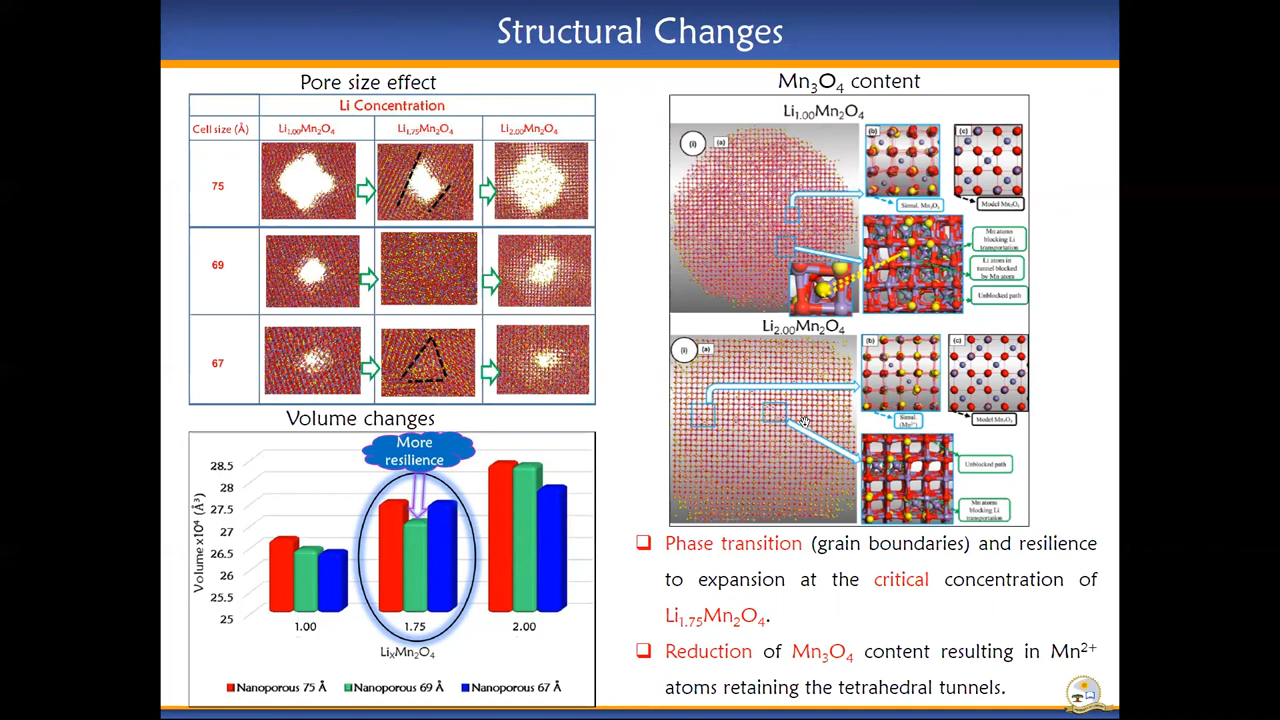 Structural Changes
Pore size effect
Li Concentration
Cell size (Å)
Li₁.₀₀Mn₂O₄
Li₁.₇₅Mn₂O₄
Li₂.₀₀Mn₂O₄
75
69
67
Volume changes
More
resilience
Volume x10⁴ (Å³)
28.5
28
27.5
27
26.5
26
25.5
25
1.00
1.75
2.00
LiₓMn₂O₄
Nanoporous 75 Å
Nanoporous 69 Å
Nanoporous 67 Å
Mn₃O₄ content
Li₁.₀₀Mn₂O₄
(i)
(a)
(b)
(c)
Simul. Mn₃O₄
Model Mn₃O₄
Mn atoms
blocking Li
transportation
Li atom in
tunnel blocked
by Mn atom
Unblocked path
Li₂.₀₀Mn₂O₄
(i)
(a)
(b)
(c)
Simul.
(Mn²⁺)
Model Mn₃O₄
Unblocked path
Mn atoms
blocking Li
transportation
❑ Phase transition (grain boundaries) and resilience
to expansion at the critical concentration of
Li₁.₇₅Mn₂O₄.
❑ Reduction of Mn₃O₄ content resulting in Mn²⁺
atoms retaining the tetrahedral tunnels.